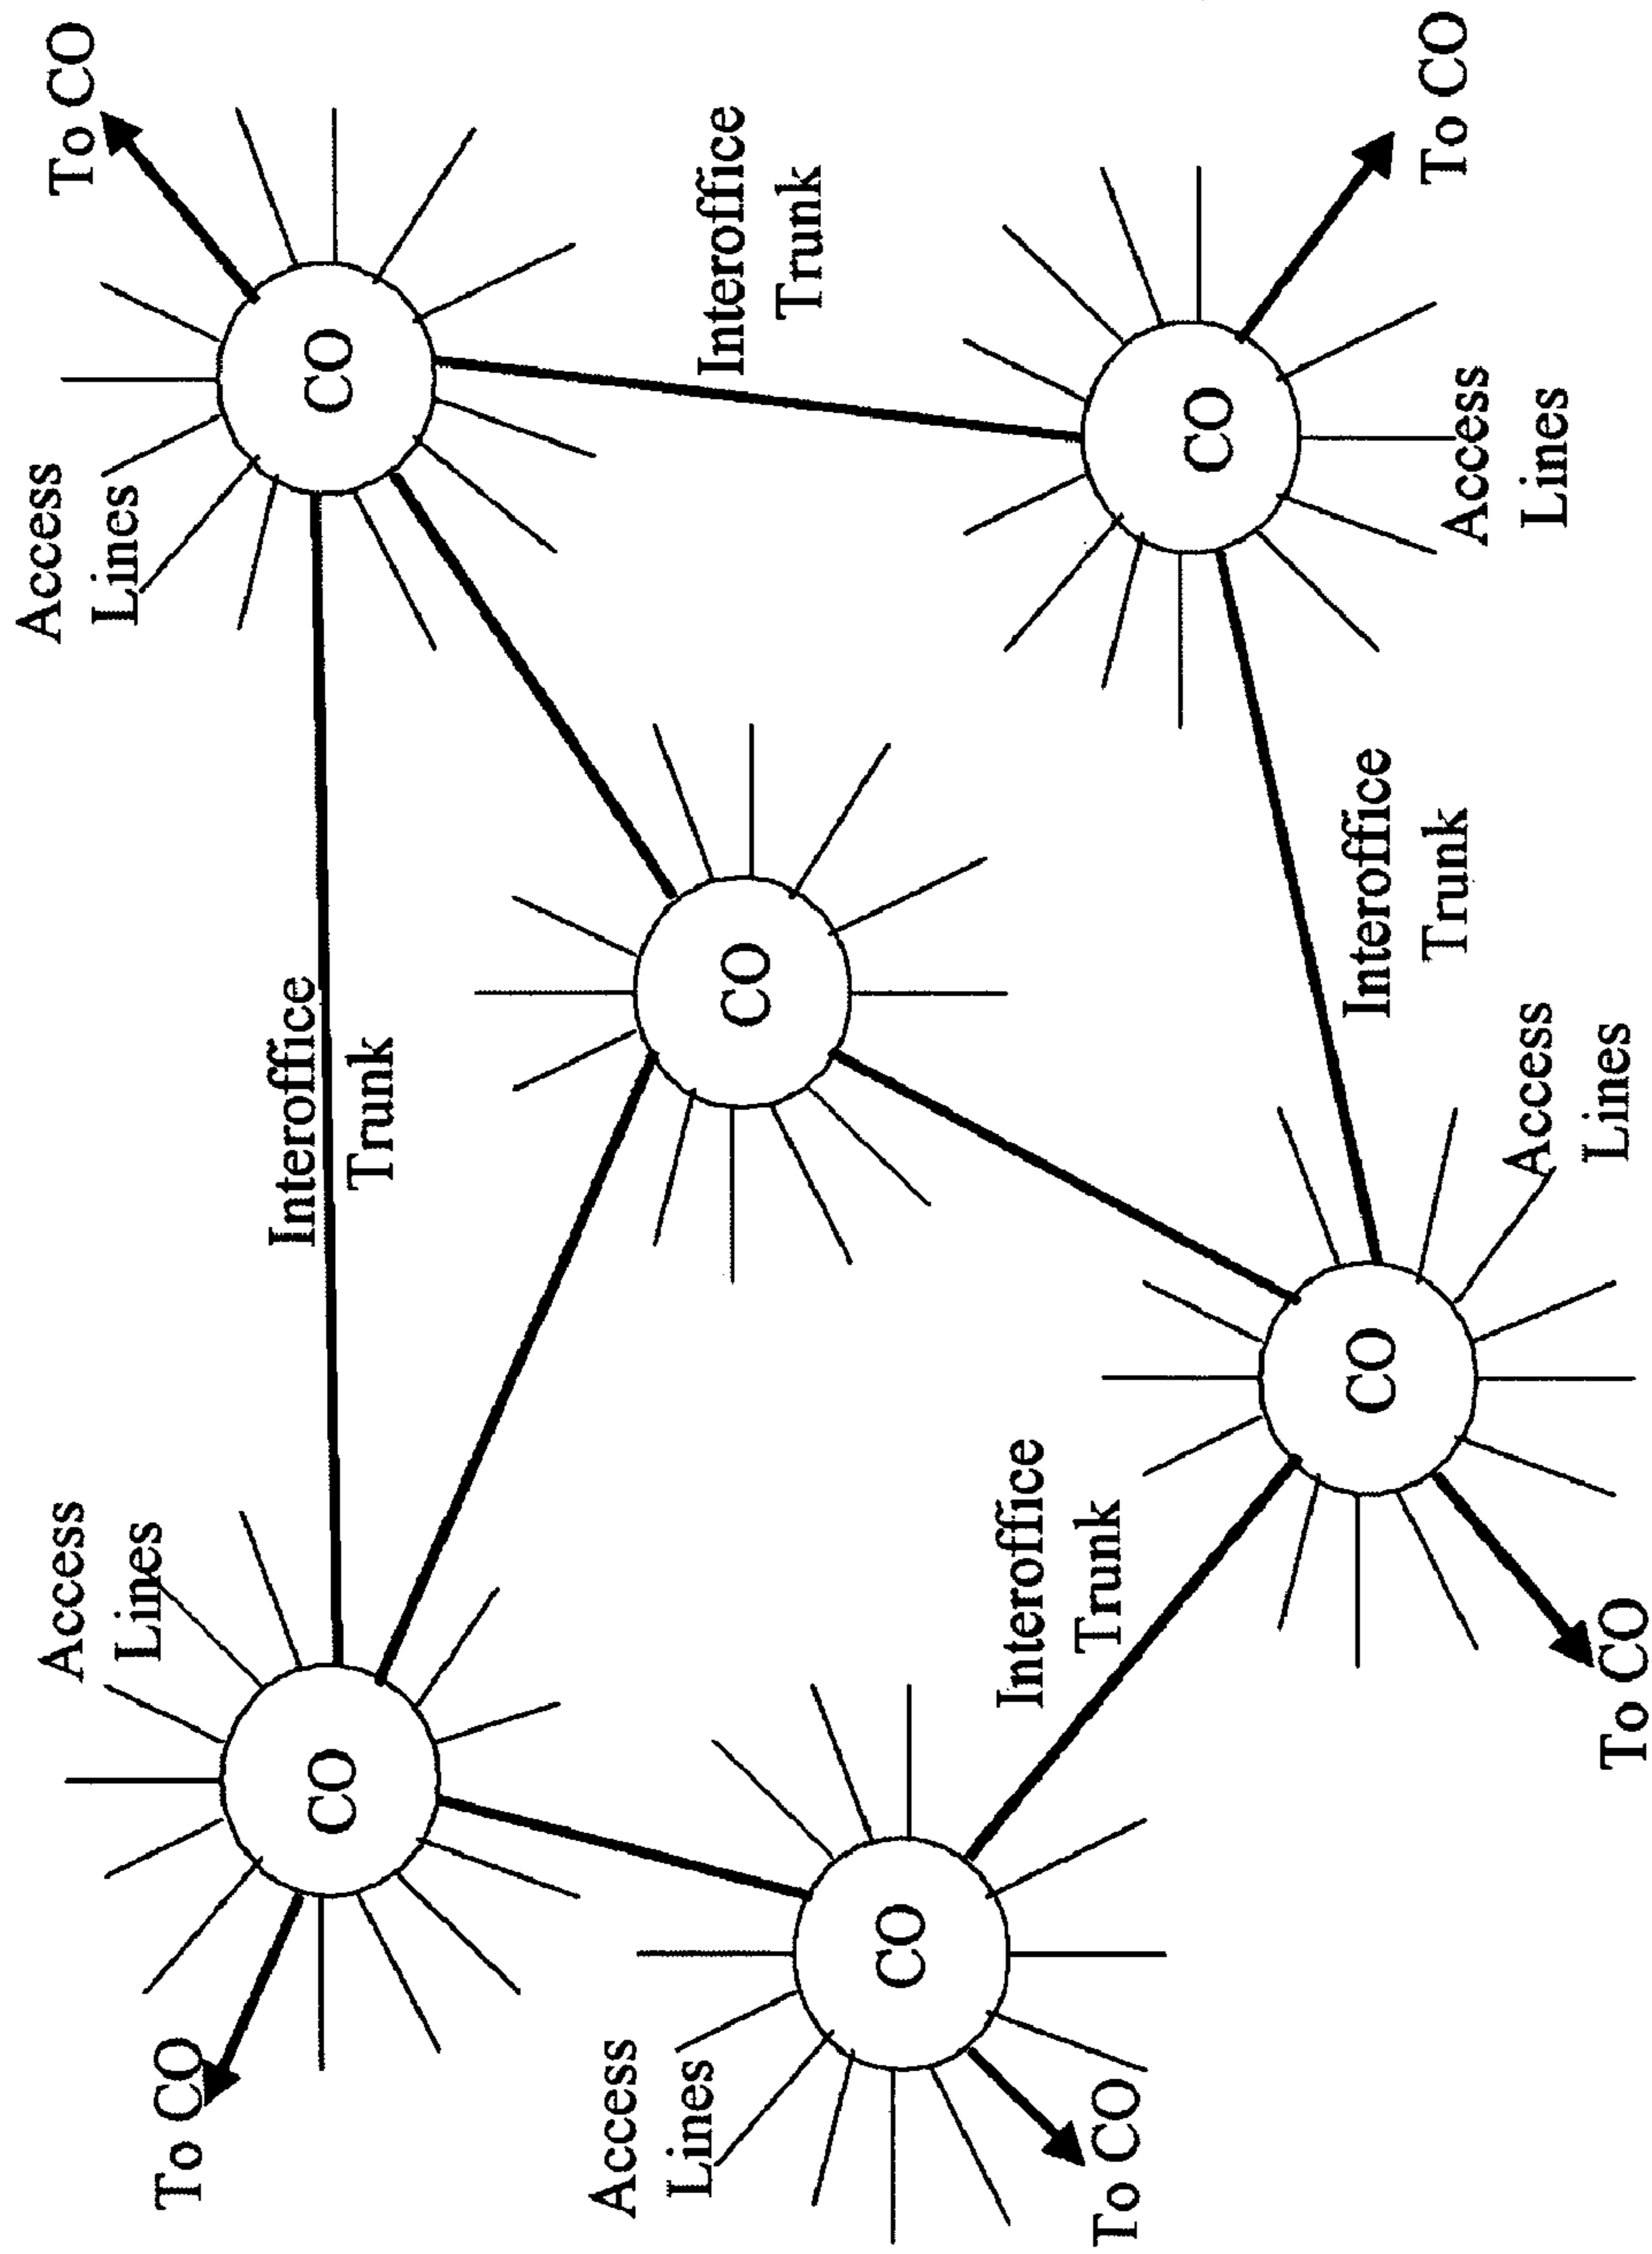 Access
Lines
Access
Lines
To CO
To CO
Interoffice
Trunk
CO
CO
Access
Lines
Interoffice
Trunk
CO
CO
Interoffice
Trunk
To CO
CO
Interoffice
Trunk
CO
To CO
Access
Lines
Access
Lines
To CO